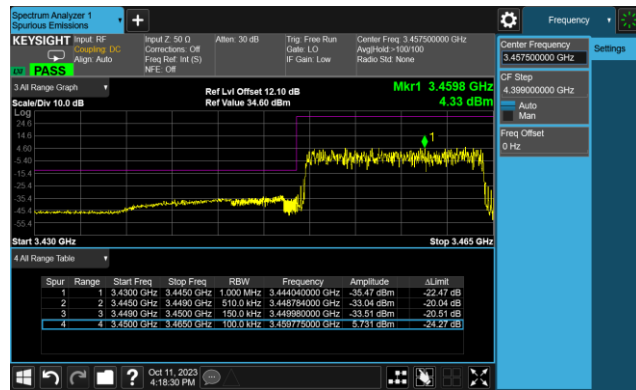 Spectrum Analyzer 1
Spurious Emissions
Frequency
KEYSIGHT Input: RF Input Z: 50 Ω Atten: 30 dB Trig: Free Run Center Freq: 3.457500000 GHz
Coupling: DC Corrections: Off Gate: LO Avg|Hold:>100/100
Align: Auto Freq Ref: Int (S) IF Gain: Low Radio Std: None
NFE: Off
PASS
Center Frequency
3.457500000 GHz
Settings
CF Step
4.399000000 GHz
Auto
Man
Freq Offset
0 Hz
3 All Range Graph
Ref Lvl Offset 12.10 dB
Mkr1 3.4598 GHz
Scale/Div 10.0 dB
Ref Value 34.60 dBm
4.33 dBm
Log
24.6
14.6
4.60
-5.40
-15.4
-25.4
-35.4
-45.4
-55.4
1
Start 3.430 GHz
Stop 3.465 GHz
4 All Range Table
Spur Range Start Freq Stop Freq RBW Frequency Amplitude ΔLimit
1 1 3.4300 GHz 3.4450 GHz 1.000 MHz 3.444040000 GHz -35.47 dBm -22.47 dB
2 2 3.4450 GHz 3.4490 GHz 510.0 kHz 3.448784000 GHz -33.04 dBm -20.04 dB
3 3 3.4490 GHz 3.4500 GHz 150.0 kHz 3.449980000 GHz -33.51 dBm -20.51 dB
4 4 3.4500 GHz 3.4650 GHz 100.0 kHz 3.459775000 GHz 5.731 dBm -24.27 dB
Oct 11, 2023
4:18:30 PM